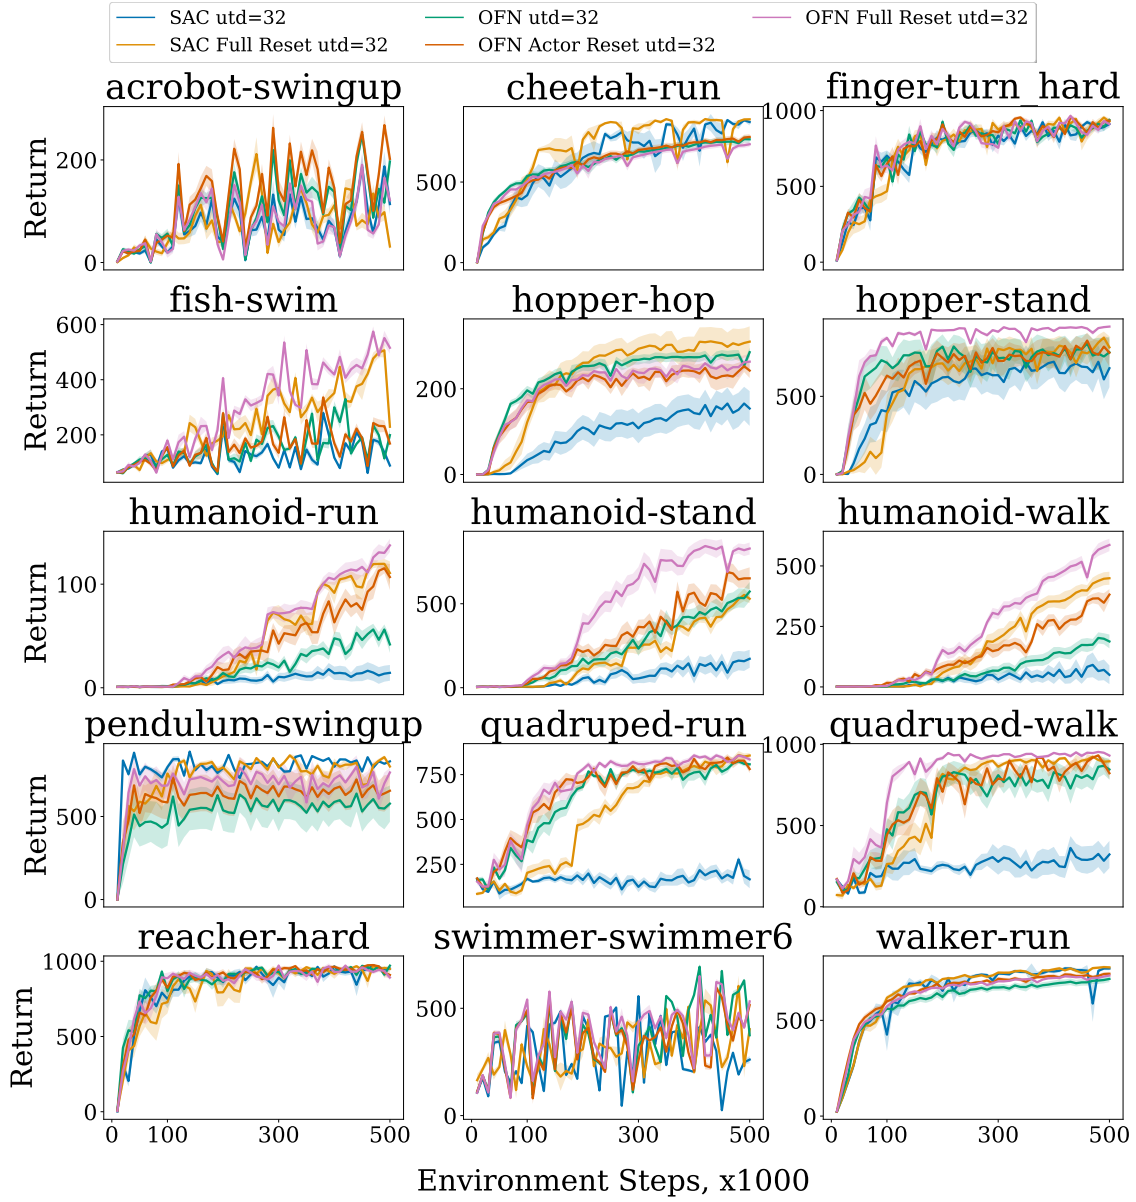 SAC utd=32 OFN utd=32 OFN Full Reset utd=32
SAC Full Reset utd=32 OFN Actor Reset utd=32
acrobot-swingup cheetah-run finger-turn_hard
Return
200
0
500
0
1000
500
0
fish-swim hopper-hop hopper-stand
Return
600
400
200
200
0
500
0
humanoid-run humanoid-stand humanoid-walk
Return
100
0
500
0
500
250
0
pendulum-swingup quadruped-run quadruped-walk
Return
500
0
750
500
250
1000
500
0
reacher-hard swimmer-swimmer6 walker-run
Return
1000
500
0
500
0
500
0
0 100 300 500 100 300 500 0 100 300 500
Environment Steps, x1000